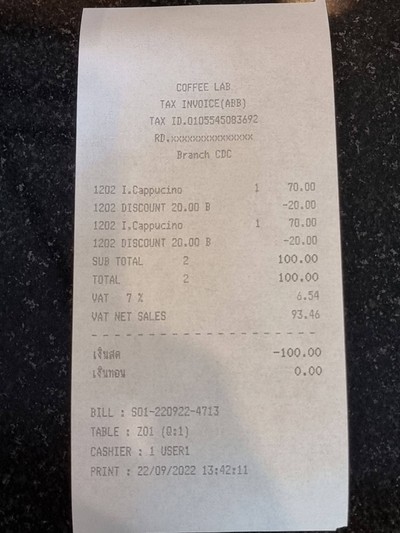 COFFEE LAB
TAX INVOICE(ABB)
TAX ID.0105545083692
RD.xxxxxxxxxxxxxxx
Branch CDC
1202 I.Cappucino 1 70.00
1202 DISCOUNT 20.00 B -20.00
1202 I.Cappucino 1 70.00
1202 DISCOUNT 20.00 B -20.00
SUB TOTAL 2 100.00
TOTAL 2 100.00
VAT 7 % 6.54
VAT NET SALES 93.46
เงินสด -100.00
เงินทอน 0.00
BILL : S01-220922-4713
TABLE : Z01 (Q:1)
CASHIER : 1 USER1
PRINT : 22/09/2022 13:42:11